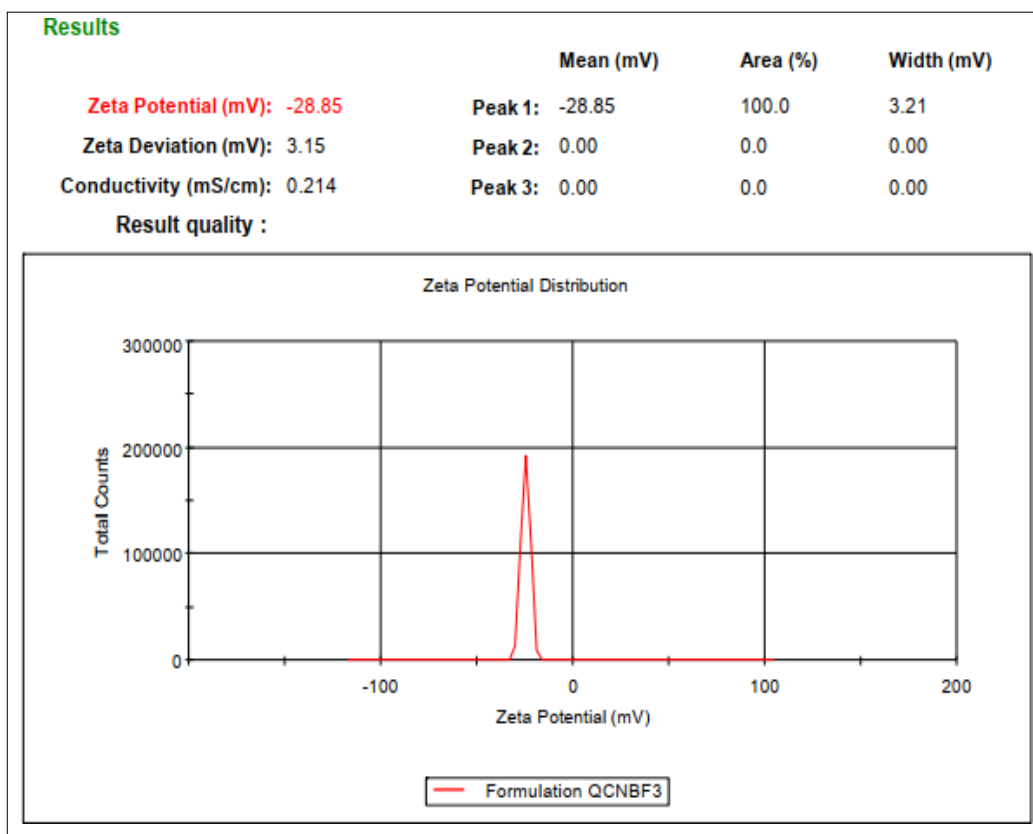 Results
Mean (mV) Area (%) Width (mV)
Zeta Potential (mV): -28.85 Peak 1: -28.85 100.0 3.21
Zeta Deviation (mV): 3.15 Peak 2: 0.00 0.0 0.00
Conductivity (mS/cm): 0.214 Peak 3: 0.00 0.0 0.00
Result quality :
Zeta Potential Distribution
300000
200000
100000
0
Total Counts
-100 0 100 200
Zeta Potential (mV)
Formulation QCNBF3